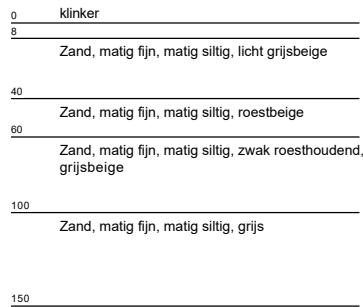 0 klinker
8
Zand, matig fijn, matig siltig, licht grijsbeige
40
Zand, matig fijn, matig siltig, roestbeige
60
Zand, matig fijn, matig siltig, zwak roesthoudend,
grijsbeige
100
Zand, matig fijn, matig siltig, grijs
150